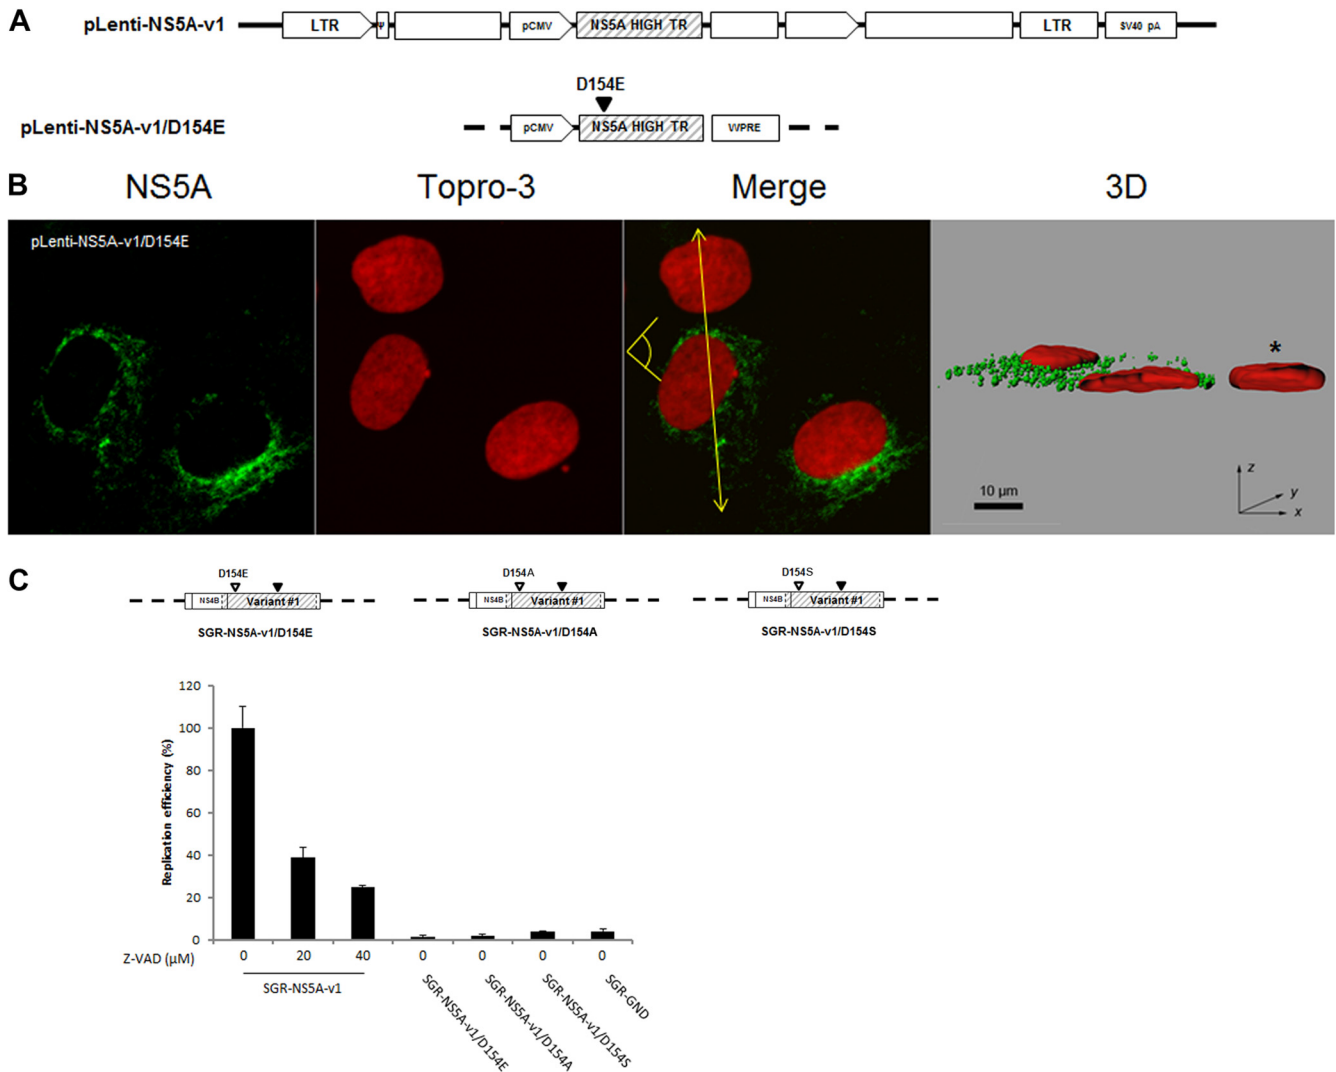 A
pLenti-NS5A-v1
LTR
Ψ
pCMV
NS5A HIGH TR
LTR
SV40 pA
D154E
pLenti-NS5A-v1/D154E
pCMV
NS5A HIGH TR
WPRE
B
NS5A
Topro-3
Merge
3D
pLenti-NS5A-v1/D154E
*
10 µm
z
y
x
C
D154E
NS4B
Variant #1
SGR-NS5A-v1/D154E
D154A
NS4B
Variant #1
SGR-NS5A-v1/D154A
D154S
NS4B
Variant #1
SGR-NS5A-v1/D154S
Replication efficiency (%)
120
100
80
60
40
20
0
Z-VAD (µM)
0 20 40 0 0 0 0
SGR-NS5A-v1
SGR-NS5A-v1/D154E
SGR-NS5A-v1/D154A
SGR-NS5A-v1/D154S
SGR-GND